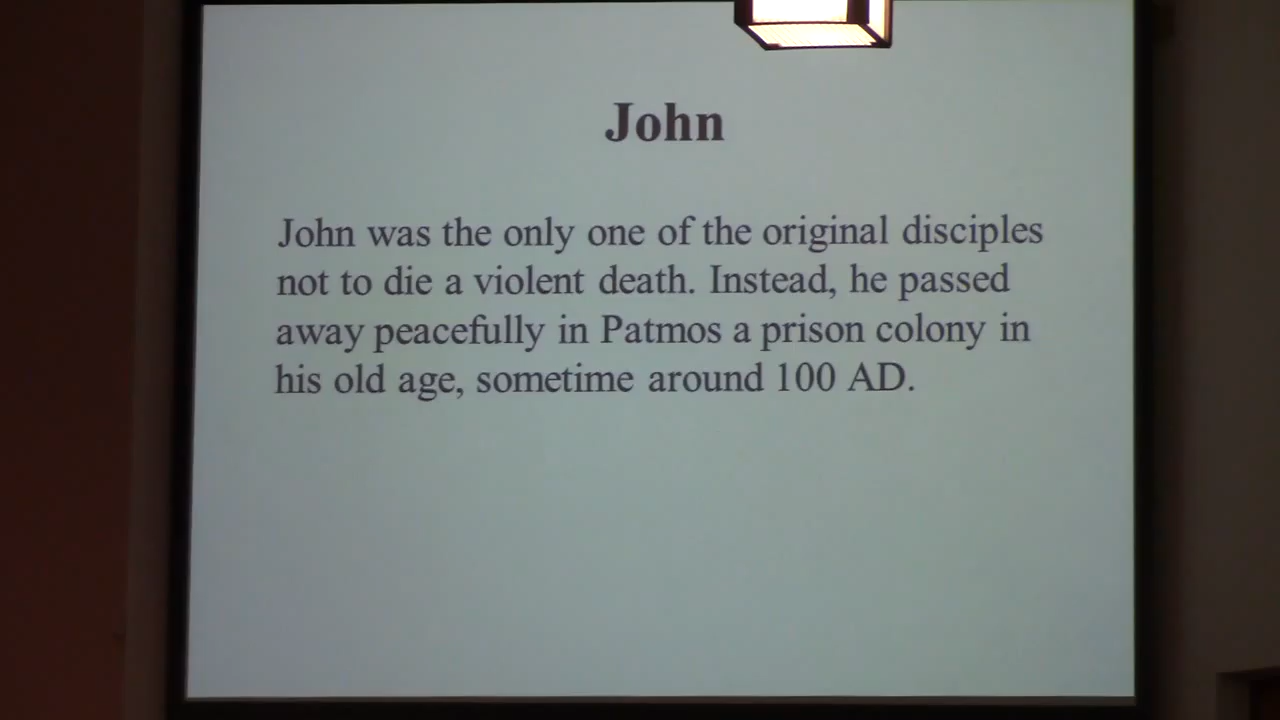 John
John was the only one of the original disciples
not to die a violent death. Instead, he passed
away peacefully in Patmos a prison colony in
his old age, sometime around 100 AD.